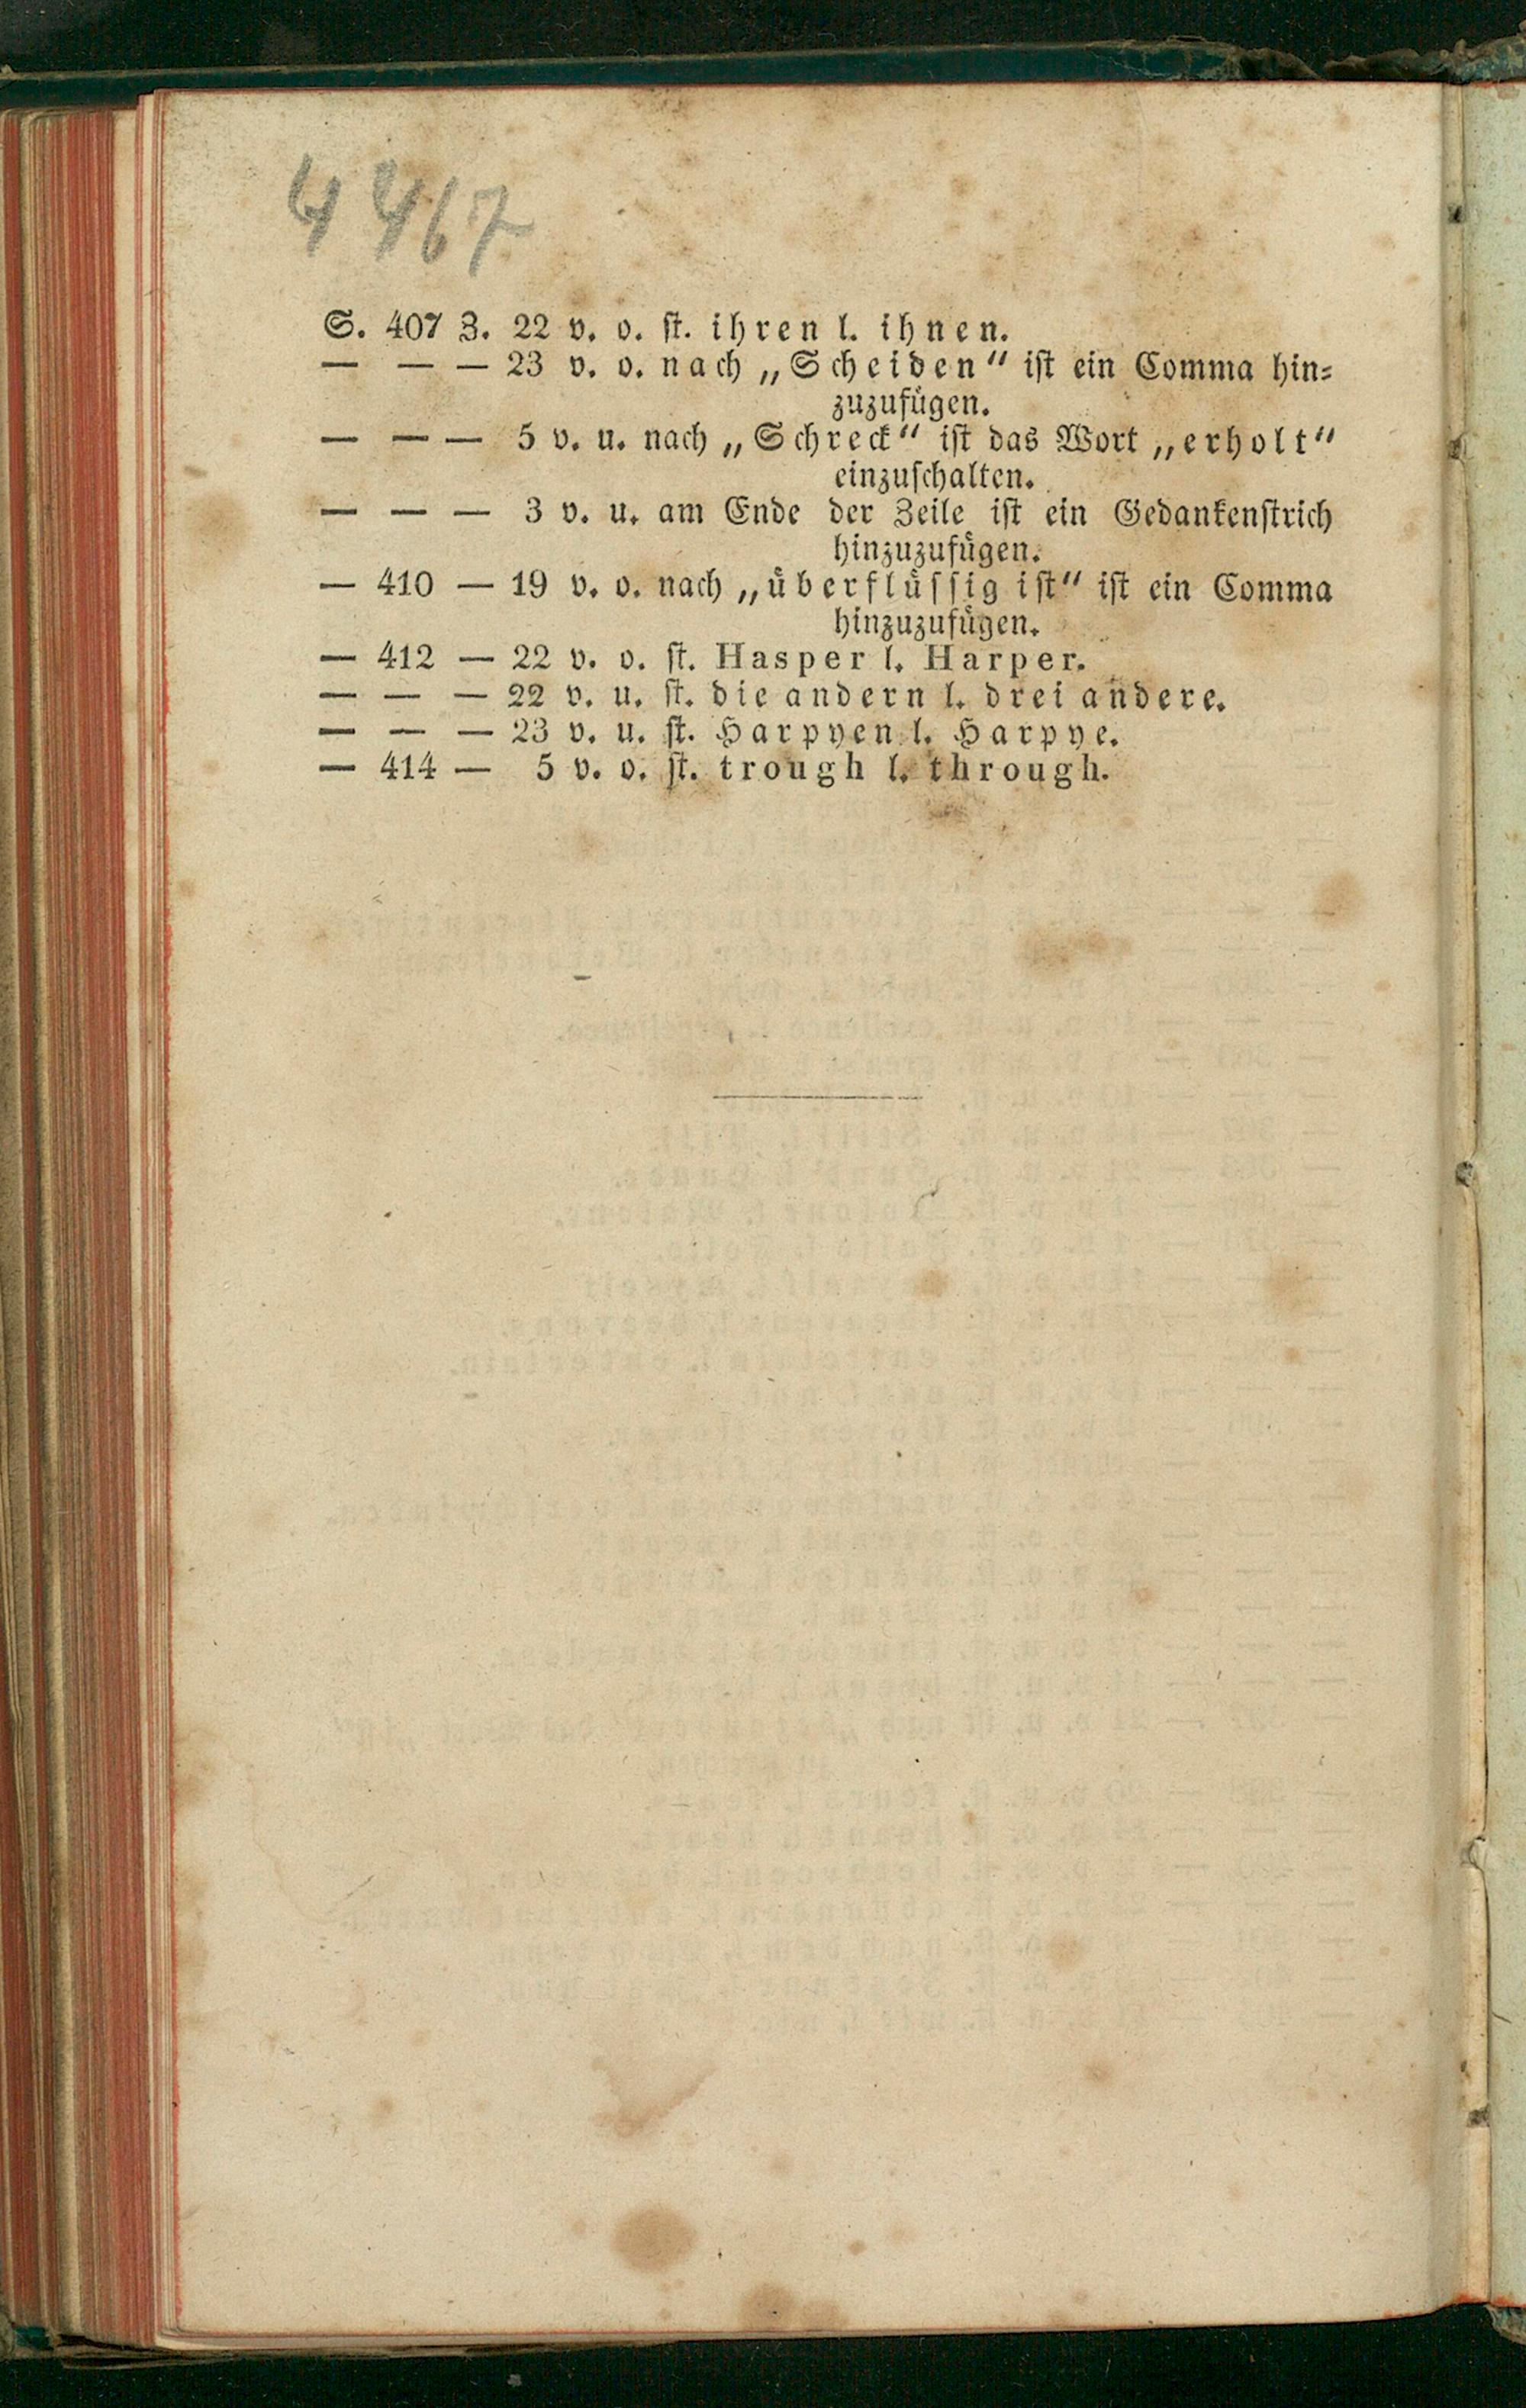 4467
S. 407 Z. 22 v. o. st. ihren l. ihnen.
— — — 23 v. o. nach „Scheiden“ ist ein Comma hin-
zuzufügen.
— — — 5 v. u. nach „Schreck“ ist das Wort „erholt“
einzuschalten.
— — — 3 v. u. am Ende der Zeile ist ein Gedankenstrich
hinzuzufügen.
— 410 — 19 v. o. nach „überflüssig ist“ ist ein Comma
hinzuzufügen.
— 412 — 22 v. o. st. Hasper l. Harper.
— — — 22 v. u. st. die andern l. drei andere.
— — — 23 v. u. st. Harpyen l. Harpye.
— 414 — 5 v. o. st. trough l. through.